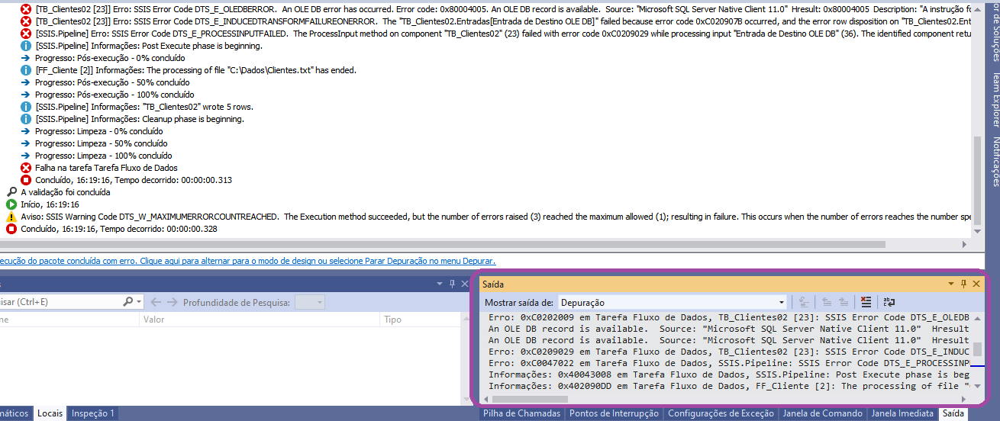 [TB_Clientes02 [23]] Erro: SSIS Error Code DTS_E_OLEDBERROR.  An OLE DB error has occurred. Error code: 0x80004005. An OLE DB record is available.  Source: "Microsoft SQL Server Native Client 11.0"  Hresult: 0x80004005  Description: "A instrução fo
[TB_Clientes02 [23]] Erro: SSIS Error Code DTS_E_INDUCEDTRANSFORMFAILUREONERROR.  The "TB_Clientes02.Entradas[Entrada de Destino OLE DB]" failed because error code 0xC020907B occurred, and the error row disposition on "TB_Clientes02.Ent
[SSIS.Pipeline] Erro: SSIS Error Code DTS_E_PROCESSINPUTFAILED.  The ProcessInput method on component "TB_Clientes02" (23) failed with error code 0xC0209029 while processing input "Entrada de Destino OLE DB" (36). The identified component retu
[SSIS.Pipeline] Informações: Post Execute phase is beginning.
Progresso: Pós-execução - 0% concluído
[FF_Cliente [2]] Informações: The processing of file "C:\Dados\Clientes.txt" has ended.
Progresso: Pós-execução - 50% concluído
Progresso: Pós-execução - 100% concluído
[SSIS.Pipeline] Informações: "TB_Clientes02" wrote 5 rows.
[SSIS.Pipeline] Informações: Cleanup phase is beginning.
Progresso: Limpeza - 0% concluído
Progresso: Limpeza - 50% concluído
Progresso: Limpeza - 100% concluído
Falha na tarefa Tarefa Fluxo de Dados
Concluído, 16:19:16, Tempo decorrido: 00:00:00.313
A validação foi concluída
Início, 16:19:16
Aviso: SSIS Warning Code DTS_W_MAXIMUMERRORCOUNTREACHED.  The Execution method succeeded, but the number of errors raised (3) reached the maximum allowed (1); resulting in failure. This occurs when the number of errors reaches the number spe
Concluído, 16:19:16, Tempo decorrido: 00:00:00.328
or de Soluções
Team Explorer
Notificações
ecução do pacote concluída com erro. Clique aqui para alternar para o modo de design ou selecione Parar Depuração no menu Depurar.
s
isar (Ctrl+E)
Profundidade de Pesquisa:
me
Valor
Tipo
Saída
Mostrar saída de:
Depuração
Erro: 0xC0202009 em Tarefa Fluxo de Dados, TB_Clientes02 [23]: SSIS Error Code DTS_E_OLEDB
An OLE DB record is available.  Source: "Microsoft SQL Server Native Client 11.0"  Hresult
An OLE DB record is available.  Source: "Microsoft SQL Server Native Client 11.0"  Hresult
Erro: 0xC0209029 em Tarefa Fluxo de Dados, TB_Clientes02 [23]: SSIS Error Code DTS_E_INDUC
Erro: 0xC0047022 em Tarefa Fluxo de Dados, SSIS.Pipeline: SSIS Error Code DTS_E_PROCESSINPU
Informações: 0x40043008 em Tarefa Fluxo de Dados, SSIS.Pipeline: Post Execute phase is beg
Informações: 0x402090DD em Tarefa Fluxo de Dados, FF_Cliente [2]: The processing of file "
máticos
Locais
Inspeção 1
Pilha de Chamadas
Pontos de Interrupção
Configurações de Exceção
Janela de Comando
Janela Imediata
Saída